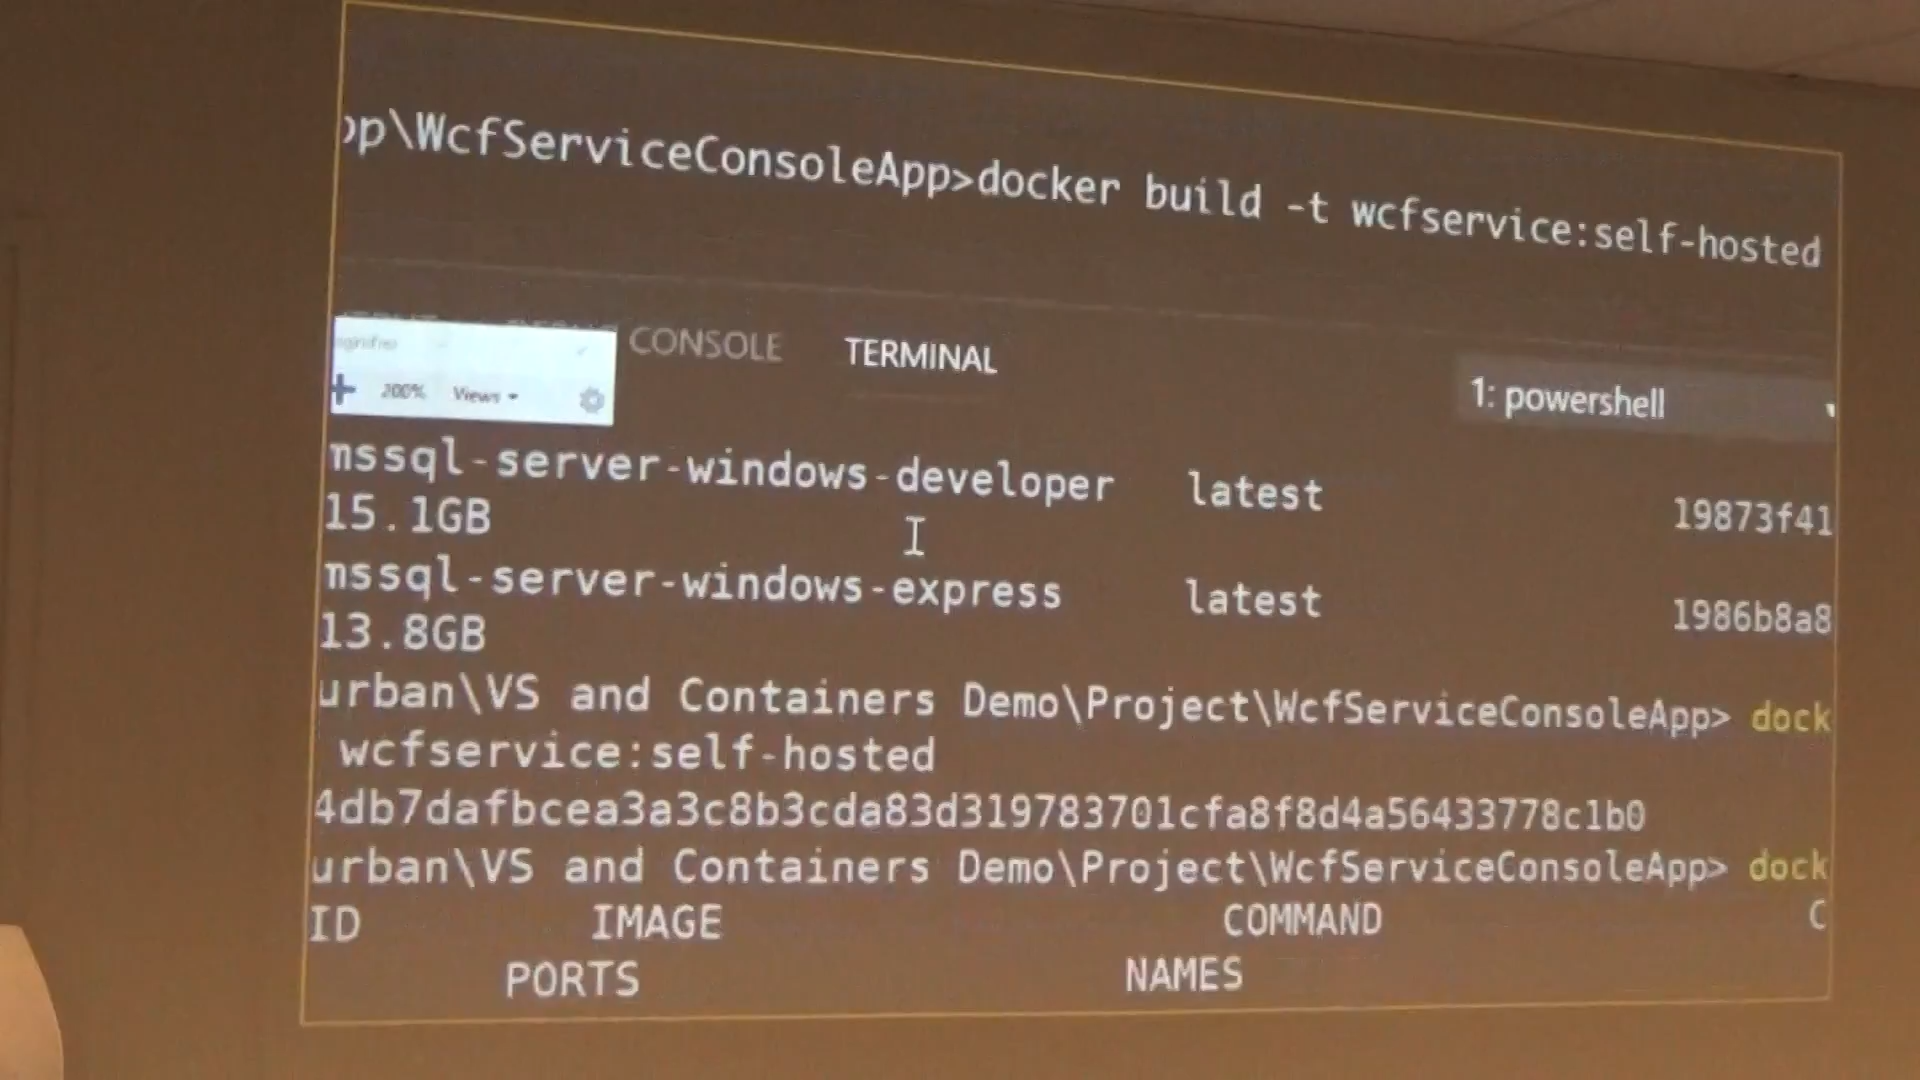 pp\WcfServiceConsoleApp>docker build -t wcfservice:self-hosted
CONSOLE TERMINAL
1: powershell
200% Views
mssql-server-windows-developer latest 19873f41
15.1GB
mssql-server-windows-express latest 1986b8a8
13.8GB
urban\VS and Containers Demo\Project\WcfServiceConsoleApp> dock
wcfservice:self-hosted
4db7dafbcea3a3c8b3cda83d319783701cfa8f8d4a56433778c1b0
urban\VS and Containers Demo\Project\WcfServiceConsoleApp> dock
ID IMAGE COMMAND C
PORTS NAMES